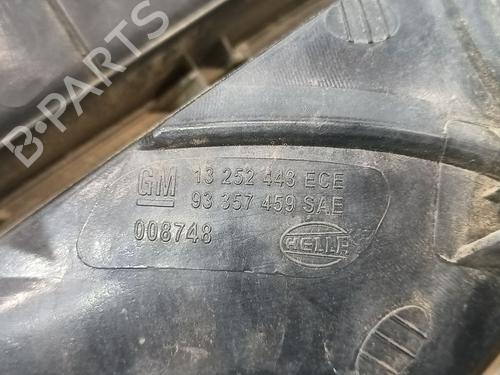 B-PARTS
GM 13 252 443 ECE
93 357 459 SAE
008748 HELLA